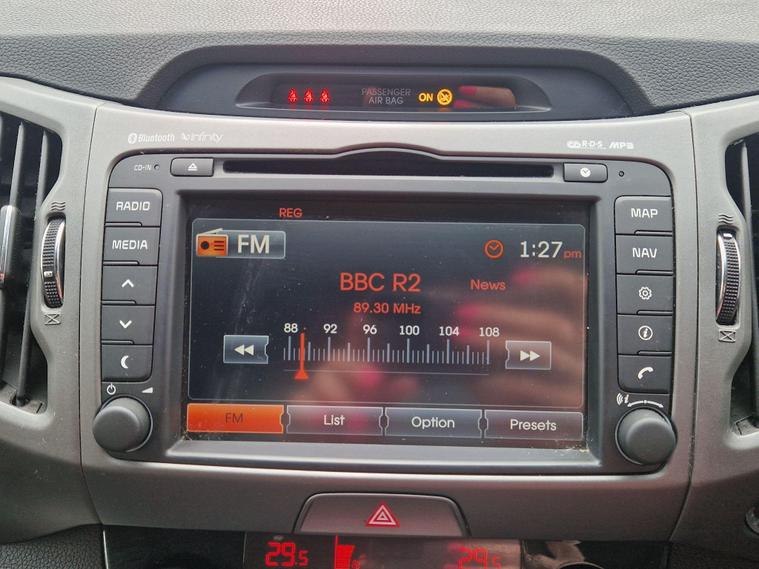 PASSENGER
AIR BAG ON
Bluetooth infinity
R·D·S MP3
CD-IN
RADIO
MEDIA
MAP
NAV
REG
FM
1:27 pm
BBC R2
News
89.30 MHz
88 92 96 100 104 108
FM List Option Presets
29.5
29.5